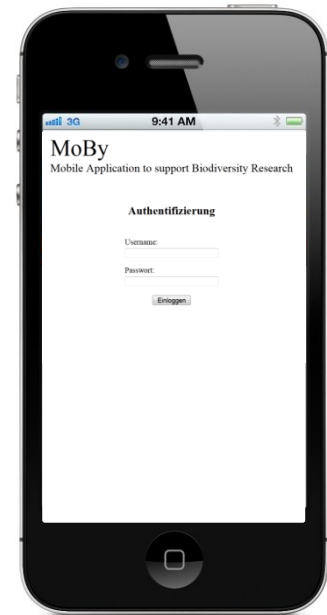 3G 9:41 AM
MoBy
Mobile Application to support Biodiversity Research
Authentifizierung
Username:
Passwort:
Einloggen